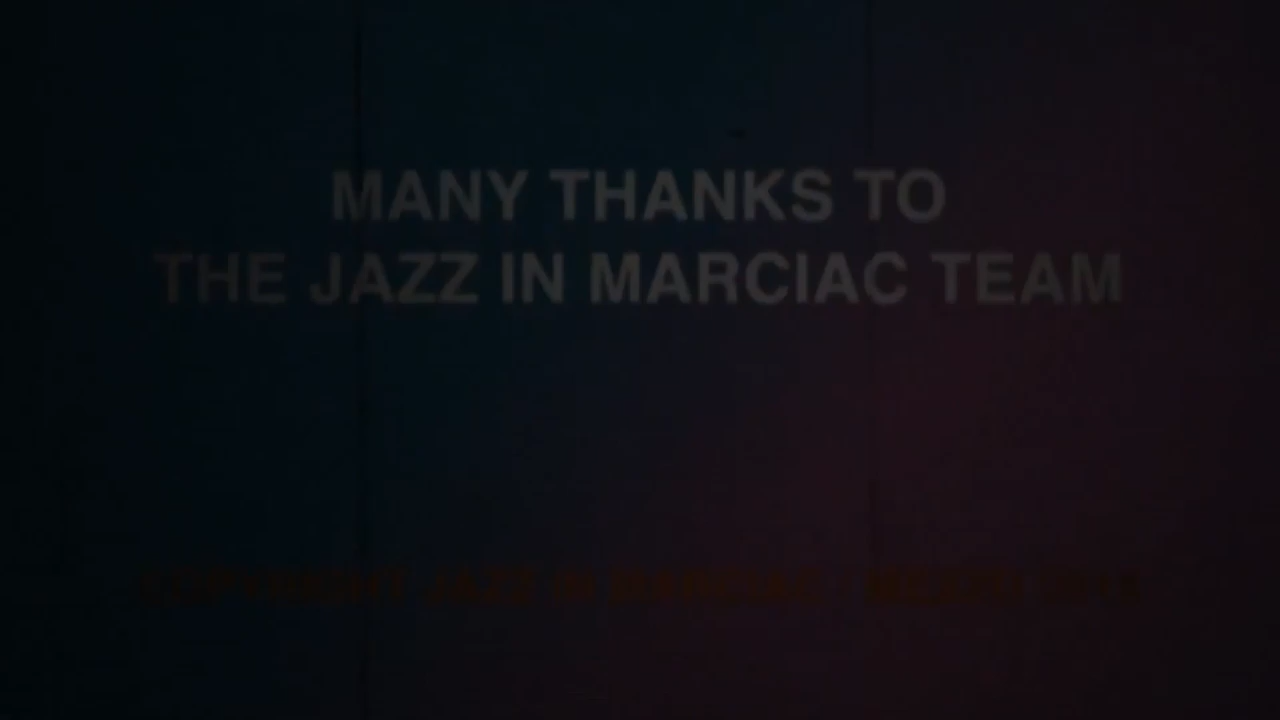 MANY THANKS TO
THE JAZZ IN MARCIAC TEAM
COPYRIGHT JAZZ IN MARCIAC /